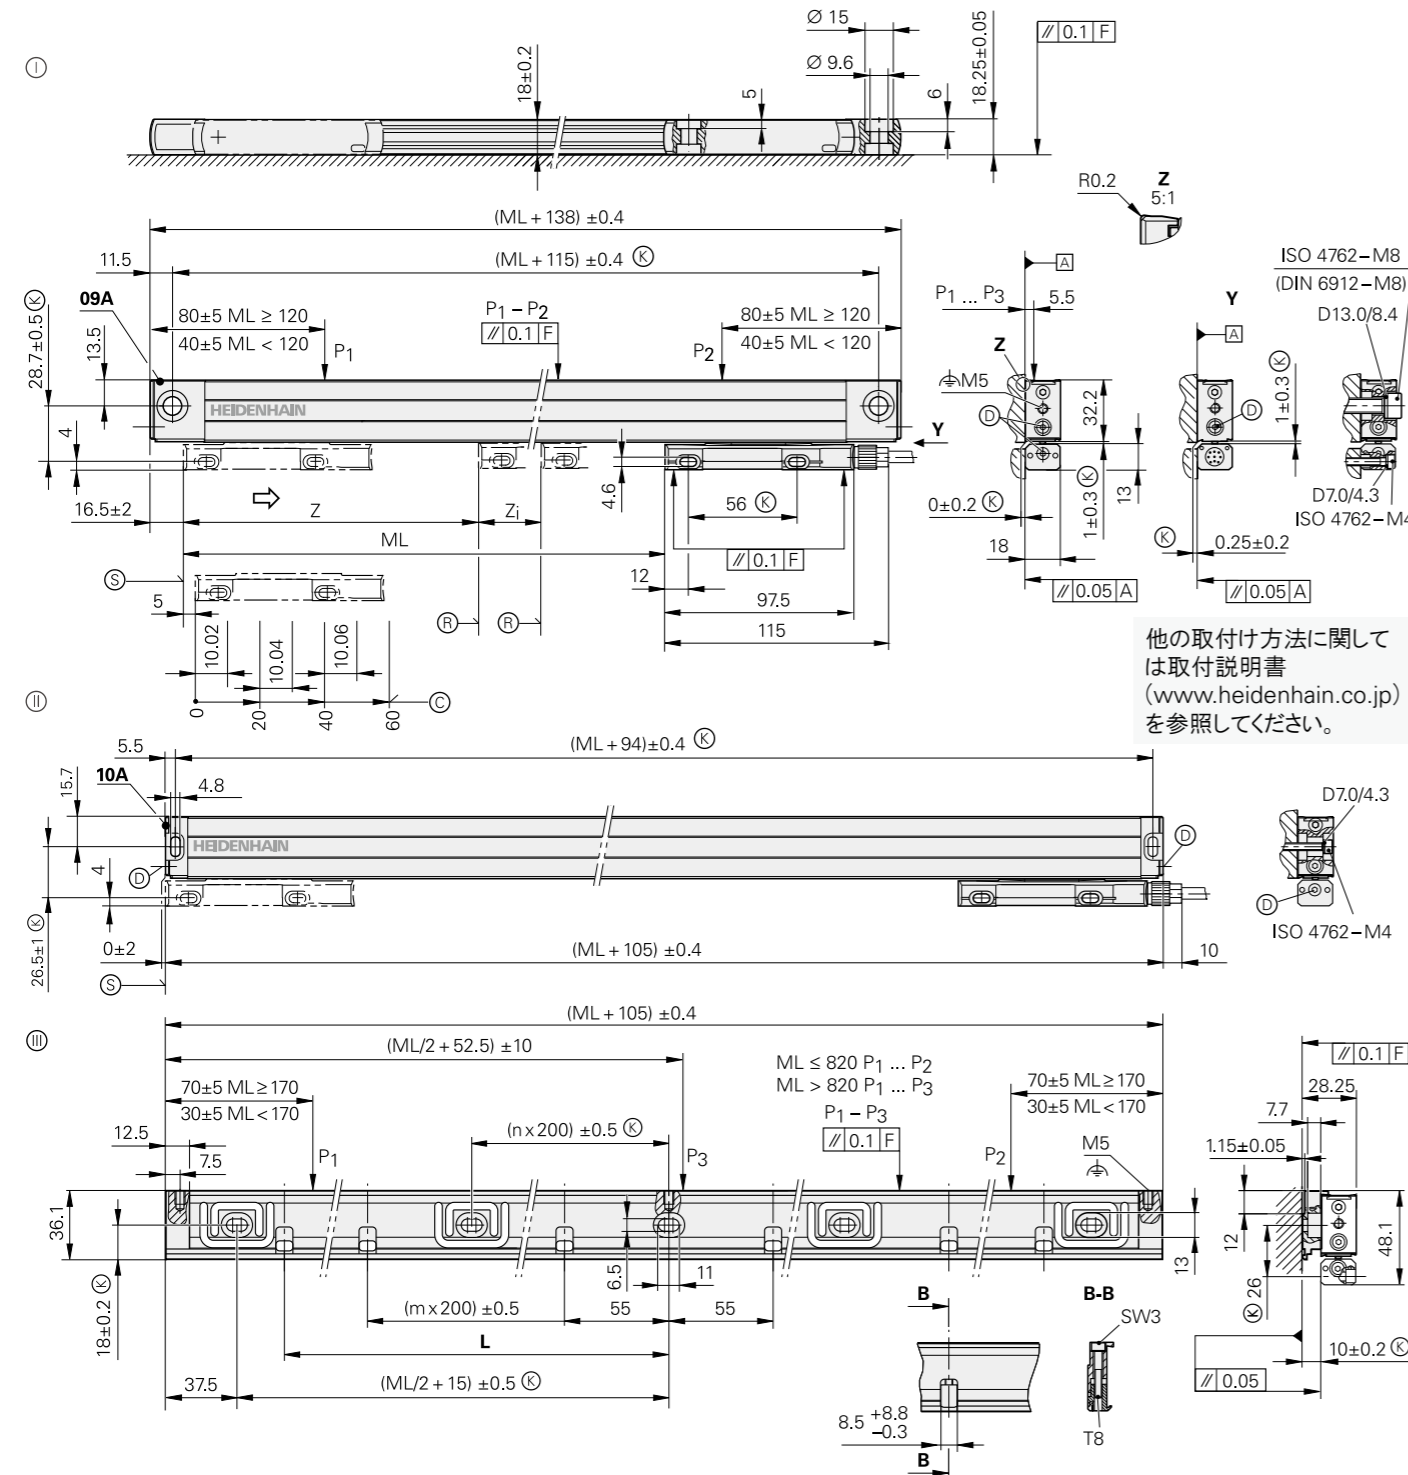 Ⓘ
18±0.2
5
Ø 15
Ø 9.6
6
18.25±0.05
// 0.1 F
R0.2
Z
5:1
(ML + 138) ±0.4
(ML + 115) ±0.4 Ⓚ
11.5
09A
28.7±0.5 Ⓚ
13.5
80±5 ML ≥ 120
40±5 ML < 120
P1
P1 – P2
// 0.1 F
P2
80±5 ML ≥ 120
40±5 ML < 120
HEIDENHAIN
4
Y
4.6
16.5±2
Z
Zi
56 Ⓚ
ML
// 0.1 F
12
97.5
115
Ⓢ
5
Ⓡ
Ⓡ
10.02
10.04
10.06
0
20
40
60
Ⓒ
A
P1 ... P3
5.5
Z
M5
Ⓓ
32.2
0±0.2 Ⓚ
1±0.3 Ⓚ
13
18
// 0.05 A
Y
A
Ⓓ
1±0.3 Ⓚ
Ⓚ
0.25±0.2
// 0.05 A
ISO 4762–M8
(DIN 6912–M8)
D13.0/8.4
D7.0/4.3
ISO 4762–M4
他の取付け方法に関して
は取付説明書
(www.heidenhain.co.jp)
を参照してください。
Ⓘ Ⓘ
5.5
(ML + 94)±0.4 Ⓚ
15.7
10A
4.8
HEIDENHAIN
4
Ⓓ
Ⓓ
26.5±1 Ⓚ
0±2
(ML + 105) ±0.4
10
Ⓢ
D7.0/4.3
Ⓓ
ISO 4762–M4
Ⓘ Ⓘ Ⓘ
(ML + 105) ±0.4
(ML/2 + 52.5) ±10
ML ≤ 820 P1 ... P2
ML > 820 P1 ... P3
70±5 ML ≥ 170
30±5 ML < 170
P1 – P3
// 0.1 F
70±5 ML ≥ 170
30±5 ML < 170
12.5
7.5
P1
(n x 200) ±0.5 Ⓚ
P3
P2
M5
36.1
18±0.2 Ⓚ
6.5
11
13
(m x 200) ±0.5
55
55
L
37.5
(ML/2 + 15) ±0.5 Ⓚ
B
8.5 +8.8 –0.3
B
B-B
SW3
T8
// 0.1 F
28.25
7.7
1.15±0.05
12
Ⓚ 26
48.1
10±0.2 Ⓚ
// 0.05